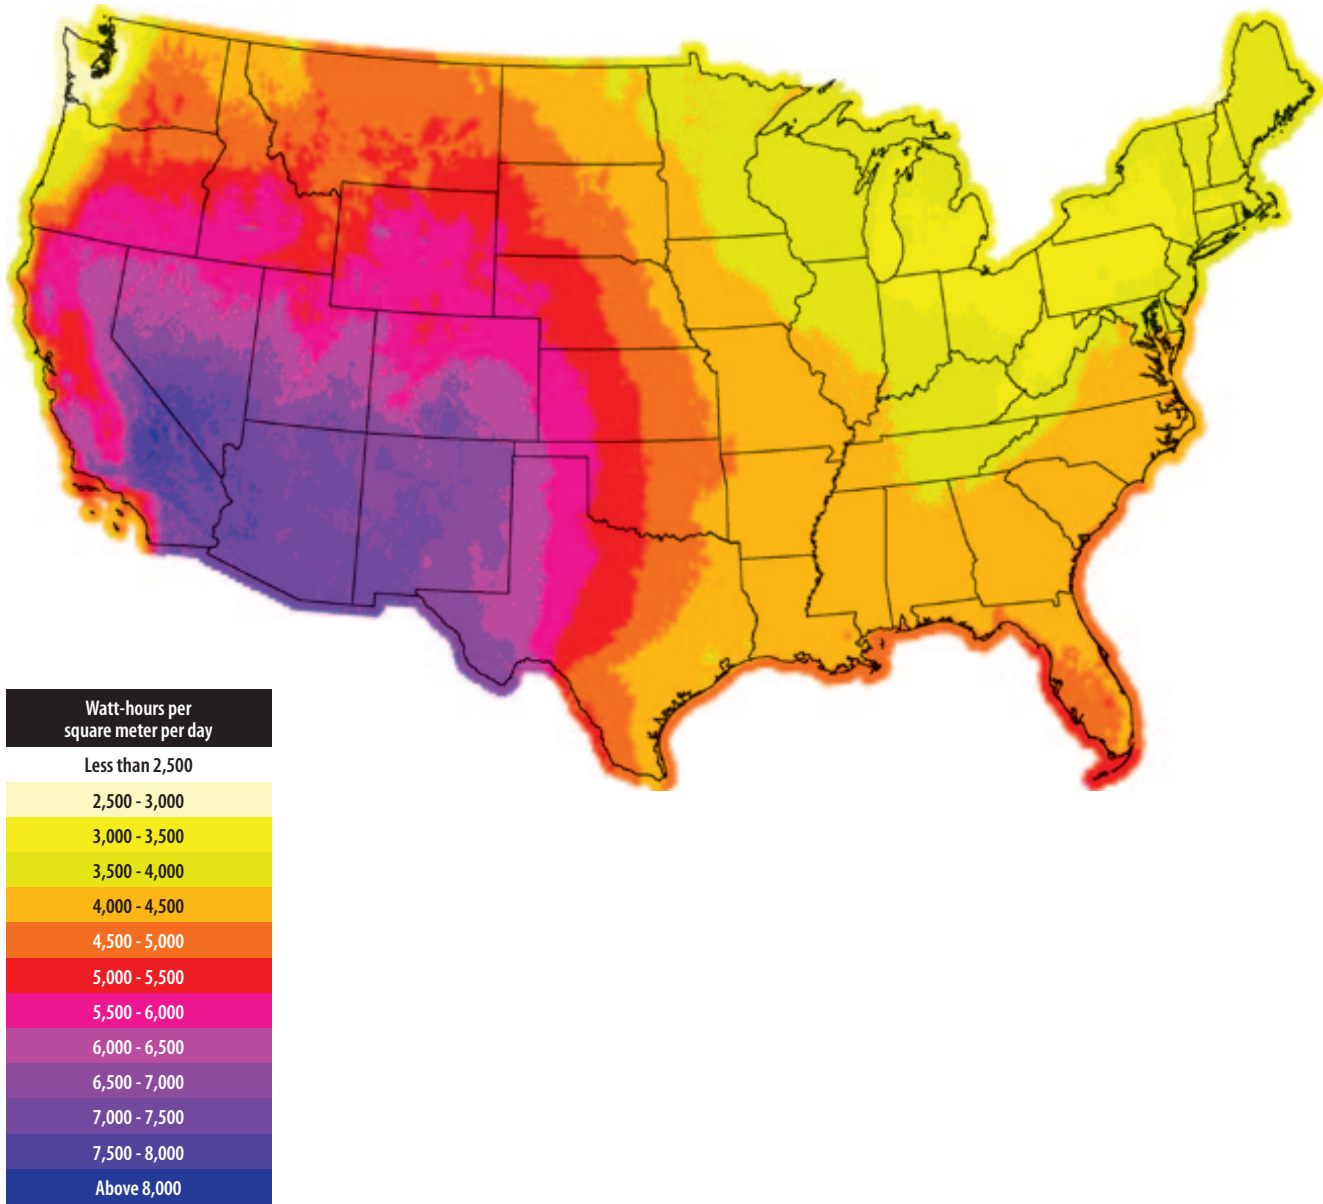 Watt-hours per
square meter per day
Less than 2,500
2,500 - 3,000
3,000 - 3,500
3,500 - 4,000
4,000 - 4,500
4,500 - 5,000
5,000 - 5,500
5,500 - 6,000
6,000 - 6,500
6,500 - 7,000
7,000 - 7,500
7,500 - 8,000
Above 8,000